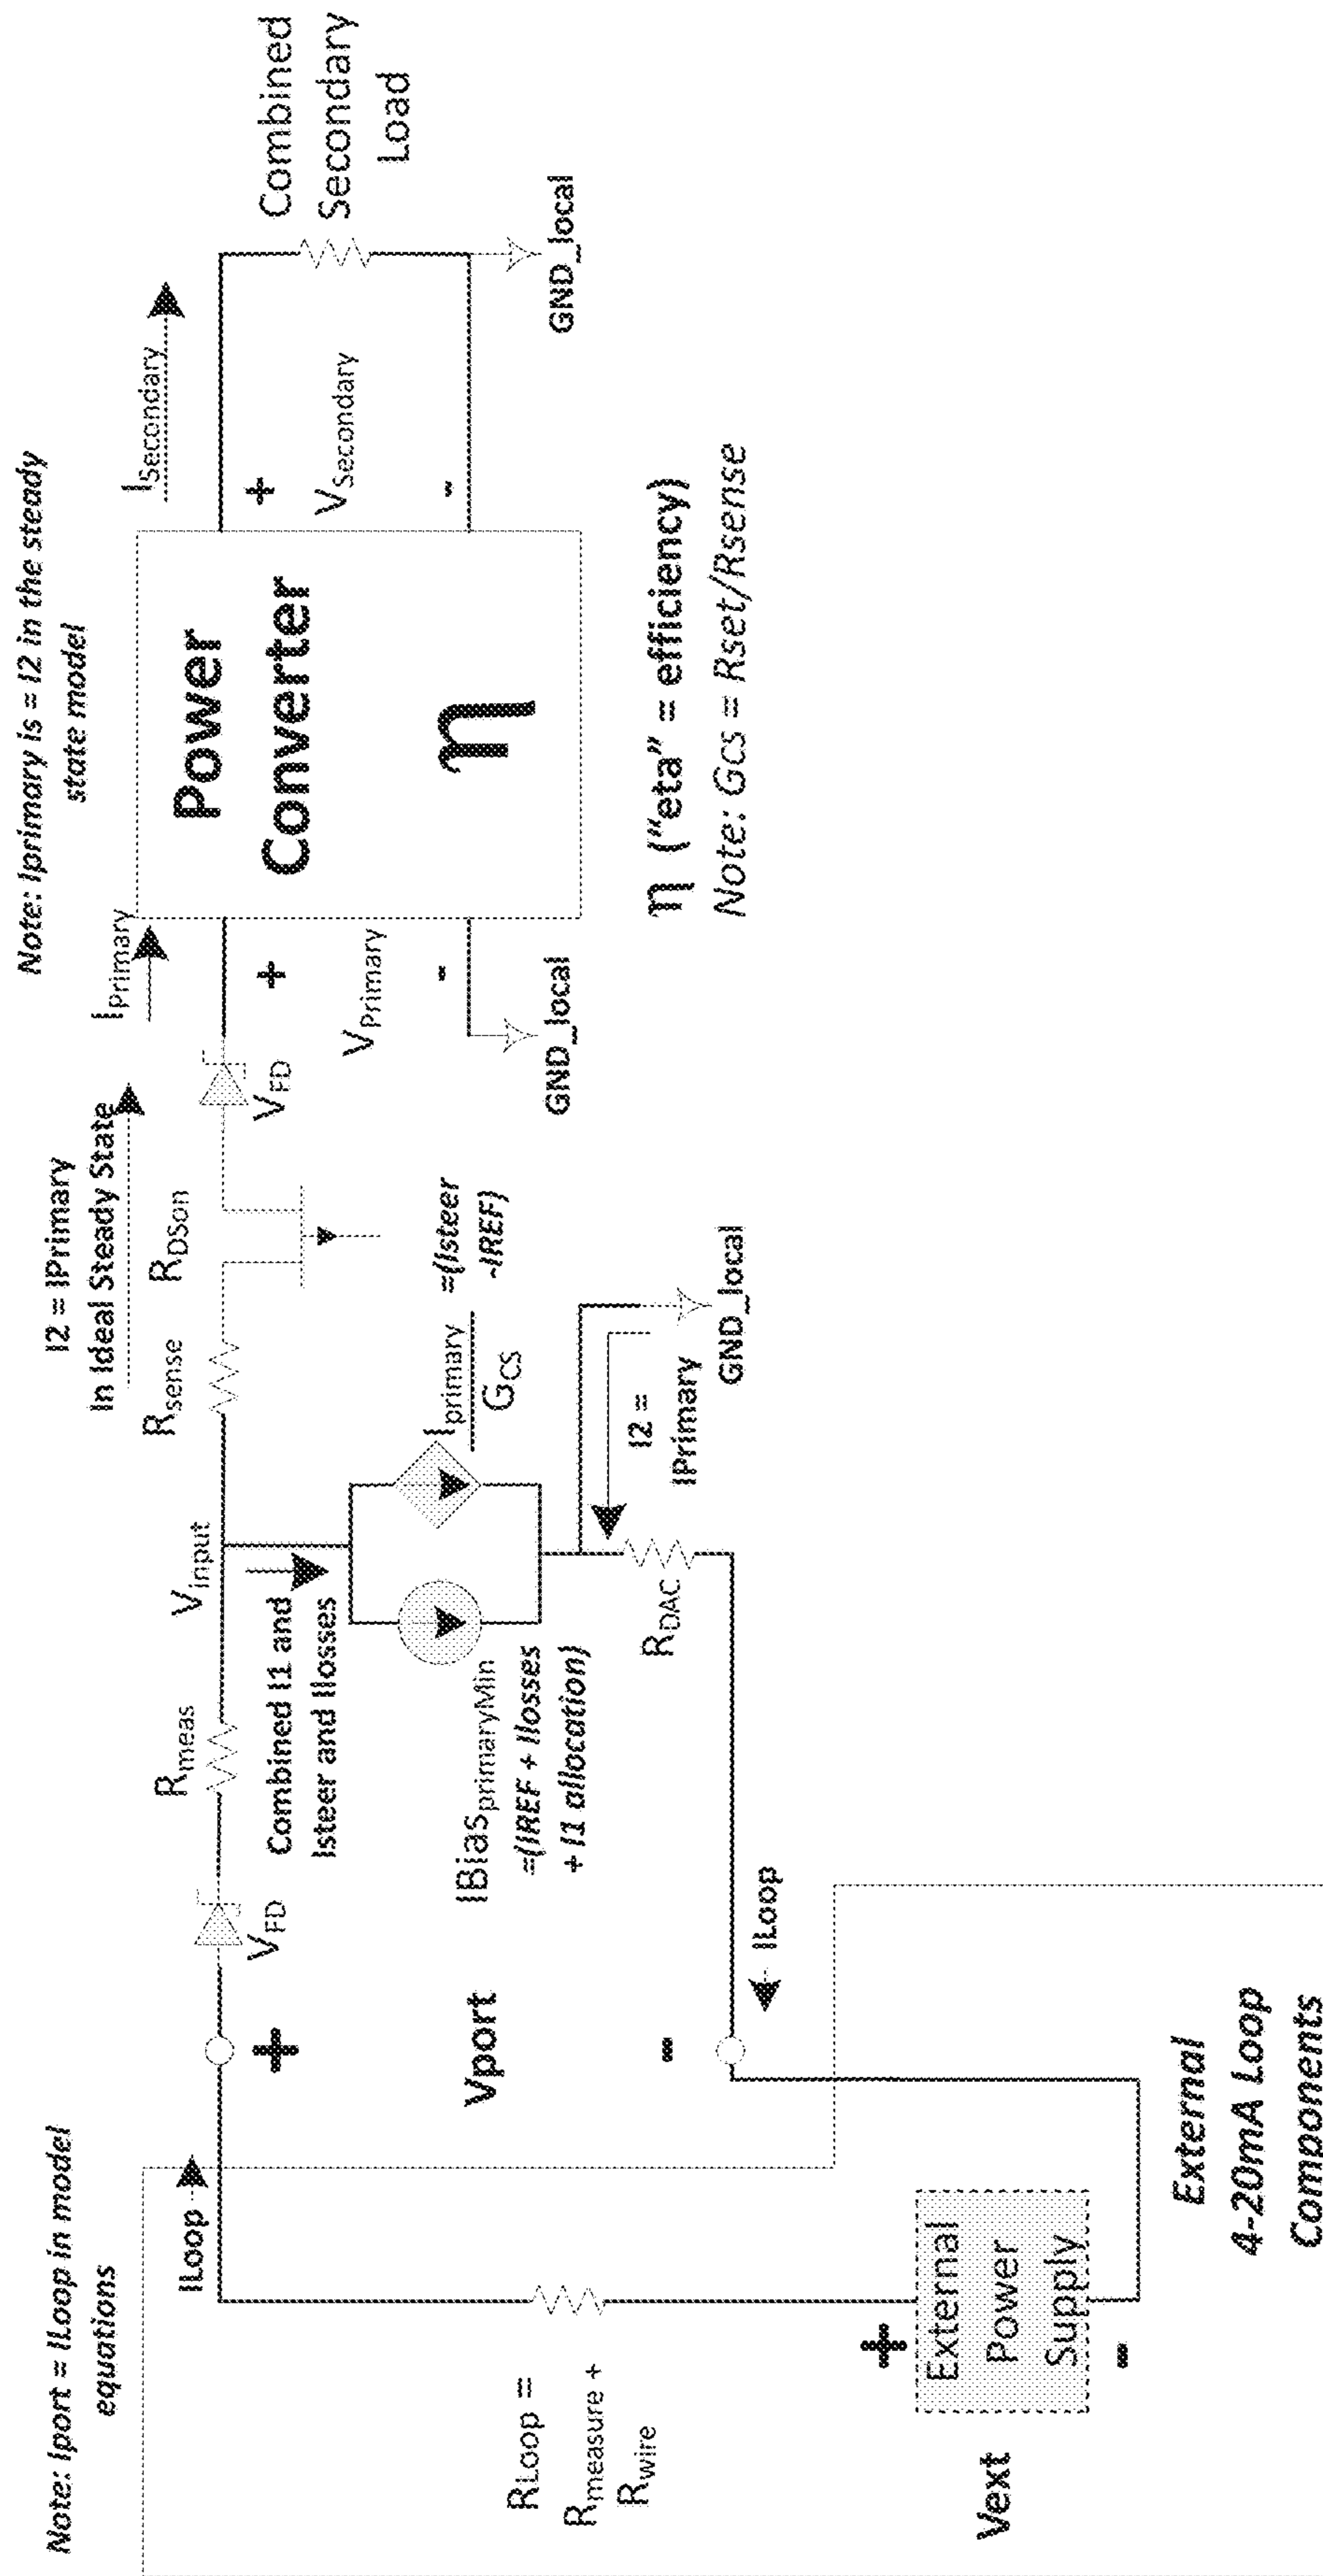 Note: Iport = ILoop in model
equations
ILoop
RLoop =
Rmeasure +
Rwire
Vext
+
External
Power
Supply
-
External
4-20mA Loop
Components
+
Vport
-
ILoop
VFD
Rmeas
Combined I1 and
Isteer and Ilosses
Vinput
IBiasprimaryMin
=(IREF + Ilosses
+ I1 allocation)
Iprimary
GCS
=(Isteer
-IREF)
RDAC
I2 =
IPrimary
GND_local
Rsense
RDSon
I2 = IPrimary
In Ideal Steady State
VFD
Note: Iprimary is = I2 in the steady
state model
IPrimary
+
VPrimary
-
GND_local
Power
Converter
η
ISecondary
+
VSecondary
-
Combined
Secondary
Load
GND_local
η ("eta" = efficiency)
Note: Gcs = Rset/Rsense